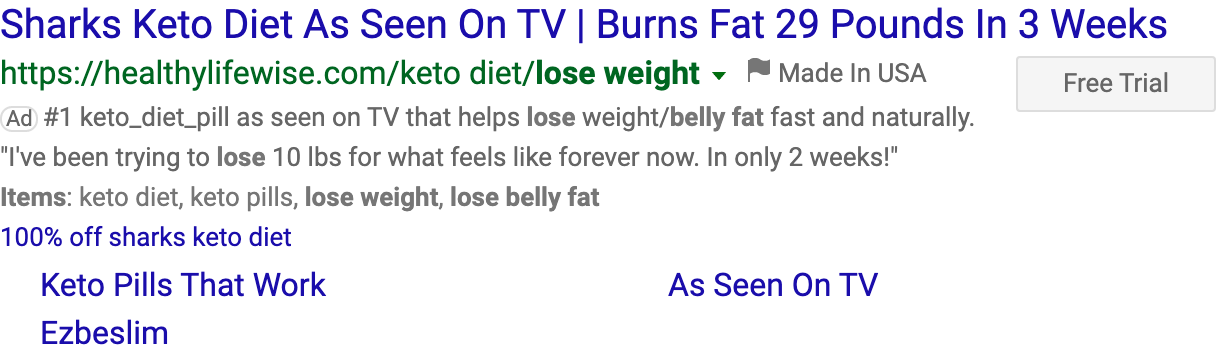 Sharks Keto Diet As Seen On TV | Burns Fat 29 Pounds In 3 Weeks
https://healthylifewise.com/keto diet/lose weight Made In USA
Free Trial
Ad #1 keto_diet_pill as seen on TV that helps lose weight/belly fat fast and naturally.
"I've been trying to lose 10 lbs for what feels like forever now. In only 2 weeks!"
Items: keto diet, keto pills, lose weight, lose belly fat
100% off sharks keto diet
Keto Pills That Work As Seen On TV
Ezbeslim